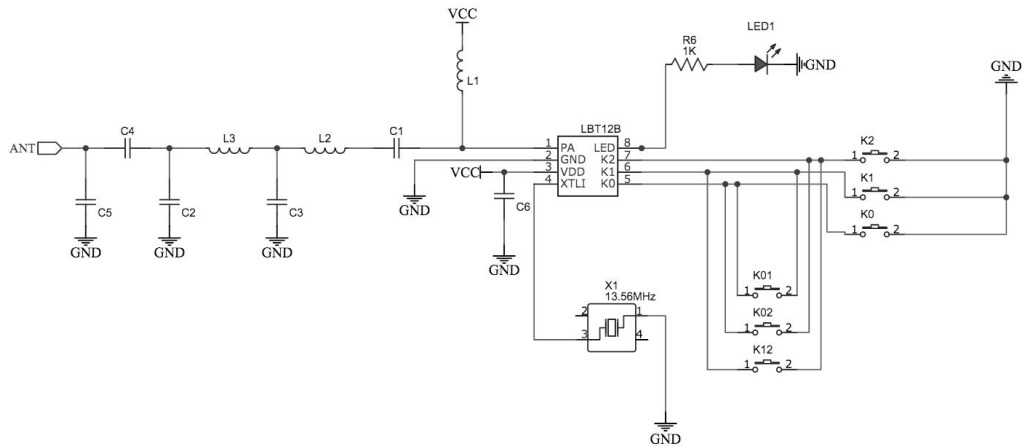 VCC
LED1
R6
1K
GND
GND
L1
LBT12B
ANT
C4
L3
L2
C1
1 PA LED 8
2 GND K2 7
3 VDD K1 6
4 XTLI K0 5
VCC
K2
1 2
K1
1 2
K0
1 2
C5
C2
C3
GND
C6
GND
GND
GND
GND
K01
1 2
K02
1 2
K12
1 2
X1
13.56MHz
2 1
3 4
GND